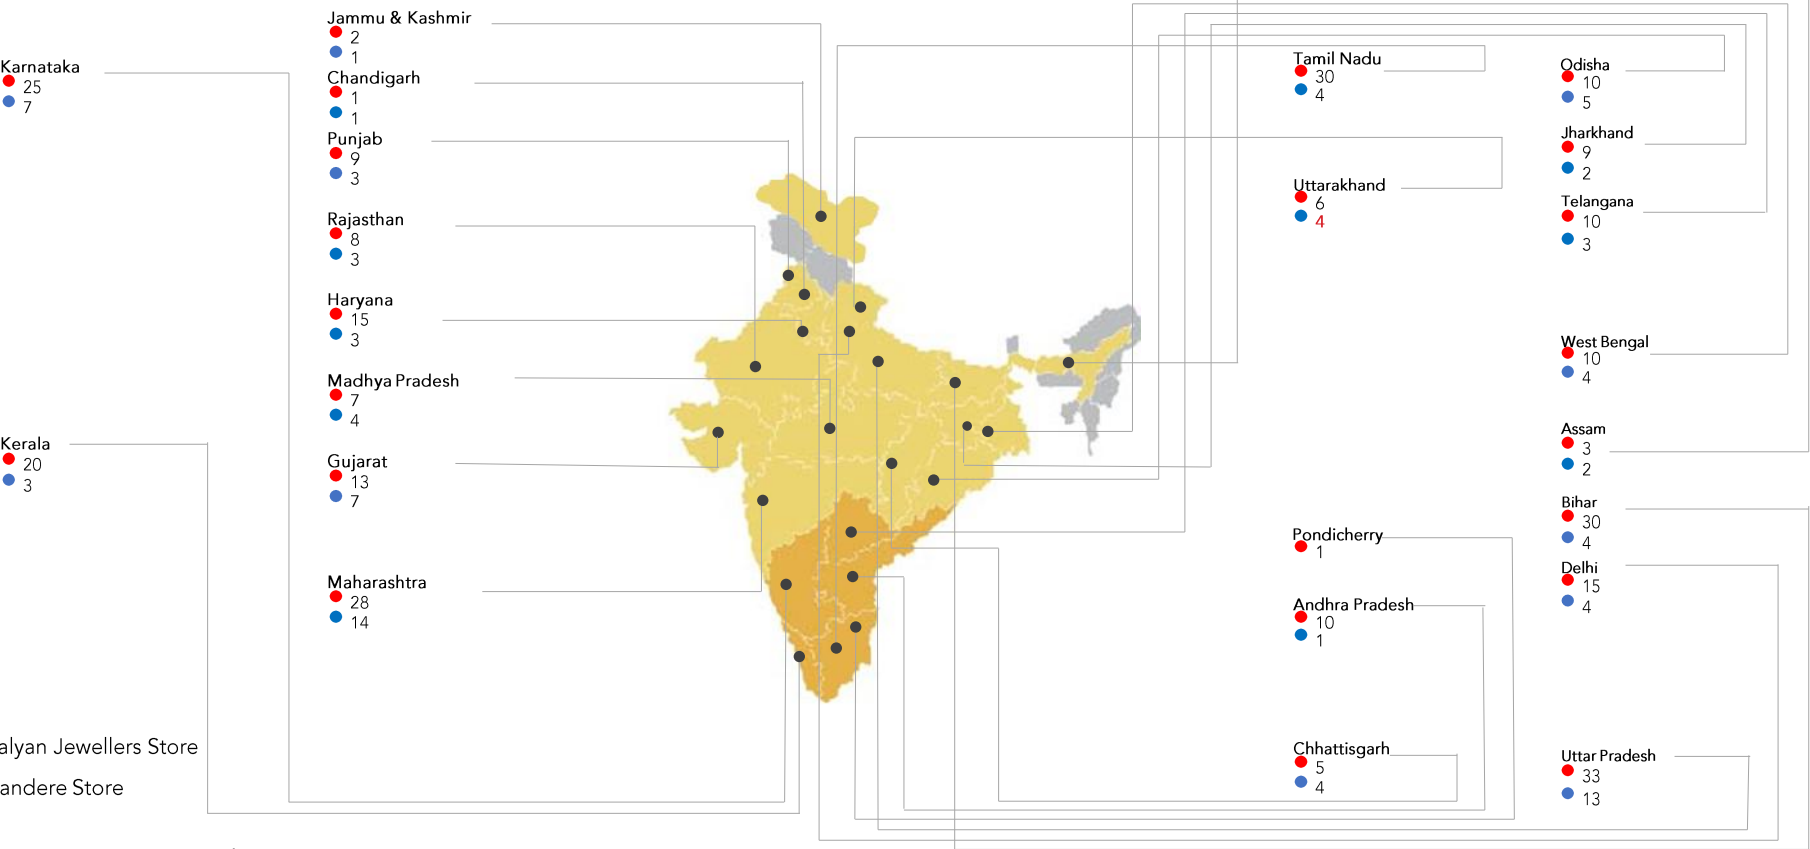 Karnataka
25
7
Kerala
20
3
alyan Jewellers Store
andere Store
Jammu & Kashmir
2
1
Chandigarh
1
1
Punjab
9
3
Rajasthan
8
3
Haryana
15
3
Madhya Pradesh
7
4
Gujarat
13
7
Maharashtra
28
14
Tamil Nadu
30
4
Uttarakhand
6
4
Pondicherry
1
Andhra Pradesh
10
1
Chhattisgarh
5
4
Odisha
10
5
Jharkhand
9
2
Telangana
10
3
West Bengal
10
4
Assam
3
2
Bihar
30
4
Delhi
15
4
Uttar Pradesh
33
13